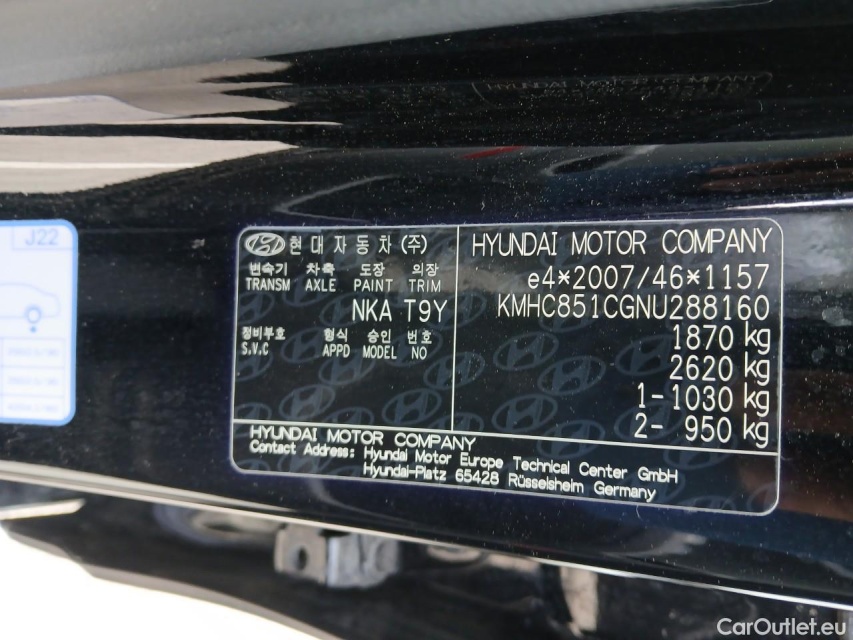 HYUNDAI MOTOR COMPANY
J22
현대자동차(주)
변속기 차축 도장 의장
TRANSM AXLE PAINT TRIM
NKA T9Y
정비부호 형식 승인 번호
S.V.C APPD MODEL NO
HYUNDAI MOTOR COMPANY
e4*2007/46*1157
KMHC851CGNU288160
1870 kg
2620 kg
1- 1030 kg
2- 950 kg
HYUNDAI MOTOR COMPANY
Contact Address: Hyundai Motor Europe Technical Center GmbH
Hyundai-Platz 65428 Rüsselsheim Germany
CarOutlet.eu